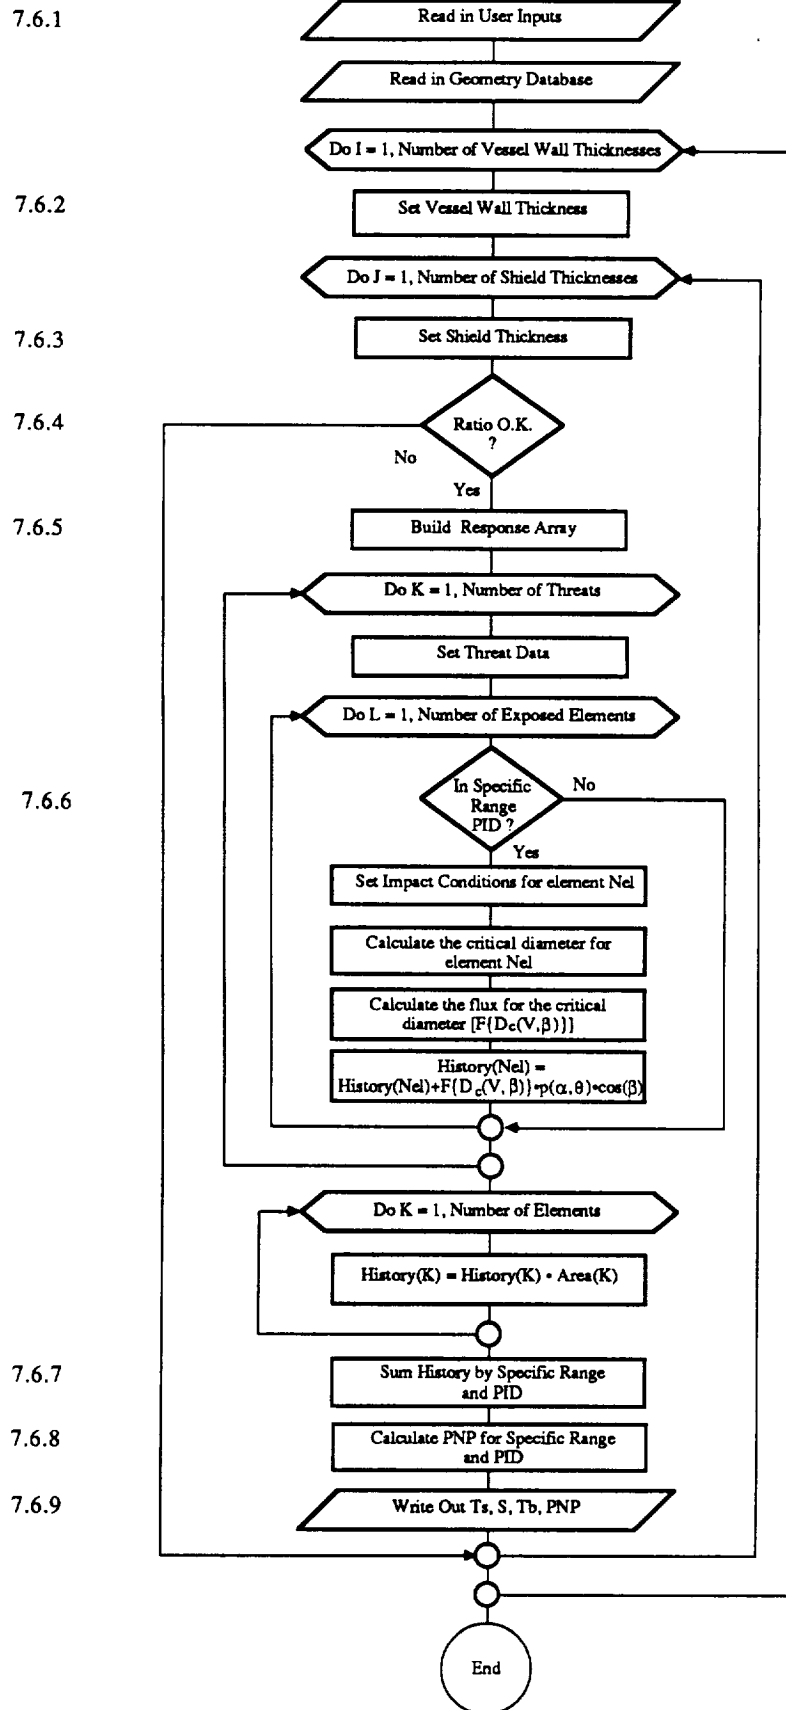 7.6.1
Read in User Inputs
Read in Geometry Database
Do I = 1, Number of Vessel Wall Thicknesses
7.6.2
Set Vessel Wall Thickness
Do J = 1, Number of Shield Thicknesses
7.6.3
Set Shield Thickness
7.6.4
Ratio O.K.
?
No
Yes
7.6.5
Build Response Array
Do K = 1, Number of Threats
Set Threat Data
Do L = 1, Number of Exposed Elements
7.6.6
In Specific
Range
PID ?
No
Yes
Set Impact Conditions for element Nel
Calculate the critical diameter for
element Nel
Calculate the flux for the critical
diameter [F{Dc(V,β)}]
History(Nel) =
History(Nel)+F{Dc(V, β)}•p(α,θ)•cos(β)
Do K = 1, Number of Elements
History(K) = History(K) • Area(K)
7.6.7
Sum History by Specific Range
and PID
7.6.8
Calculate PNP for Specific Range
and PID
7.6.9
Write Out Ts, S, Tb, PNP
End